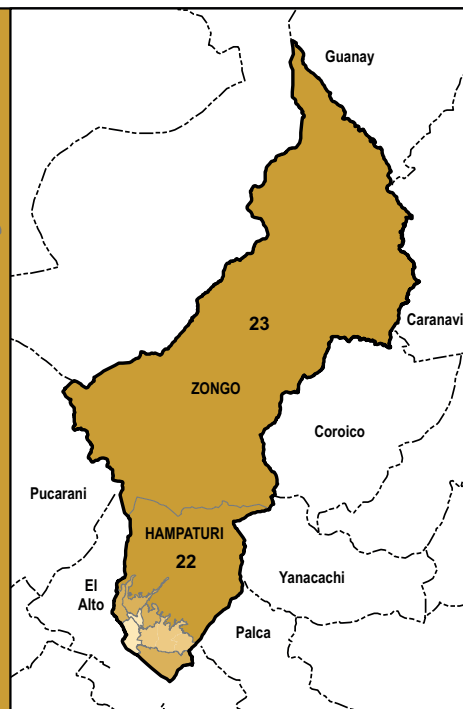 Guanay
Caranavi
23
ZONGO
Coroico
Pucarani
HAMPATURI
22
El
Alto
Yanacachi
Palca